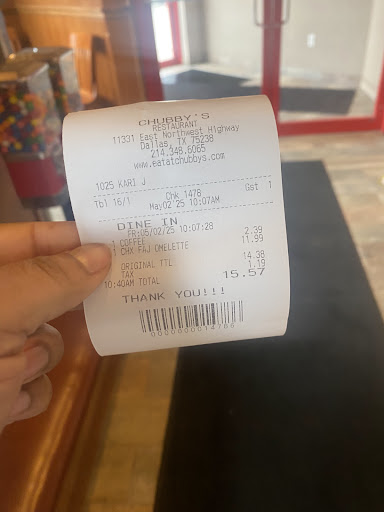 CHUBBY'S
RESTAURANT
11331 East Northwest Highway
Dallas, TX 75238
214.348.6065
www.eatatchubbys.com
1025 KARI J
Tbl 16/1 Chk 1478 Gst 1
May02'25 10:07AM
DINE IN
FR:05/02/25 10:07:28
1 COFFEE 2.39
1 CHX FAJ OMELETTE 11.99
ORIGINAL TTL. 14.38
TAX 1.19
10:40AM TOTAL 15.57
THANK YOU!!!